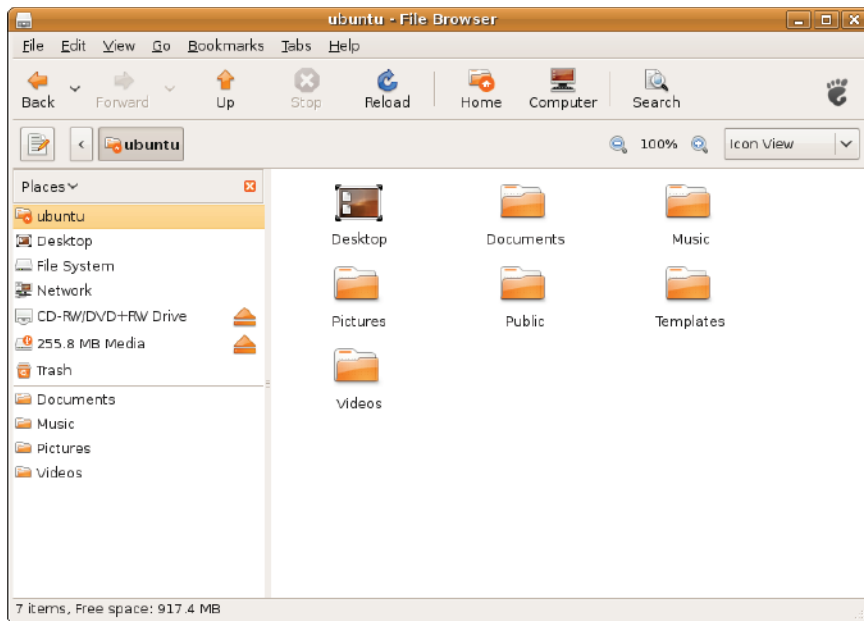 ubuntu - File Browser
File Edit View Go Bookmarks Tabs Help
Back Forward Up Stop Reload Home Computer Search
ubuntu 100% Icon View
Places
ubuntu
Desktop
File System
Network
CD-RW/DVD+RW Drive
255.8 MB Media
Trash
Documents
Music
Pictures
Videos
Desktop Documents Music
Pictures Public Templates
Videos
7 items, Free space: 917.4 MB